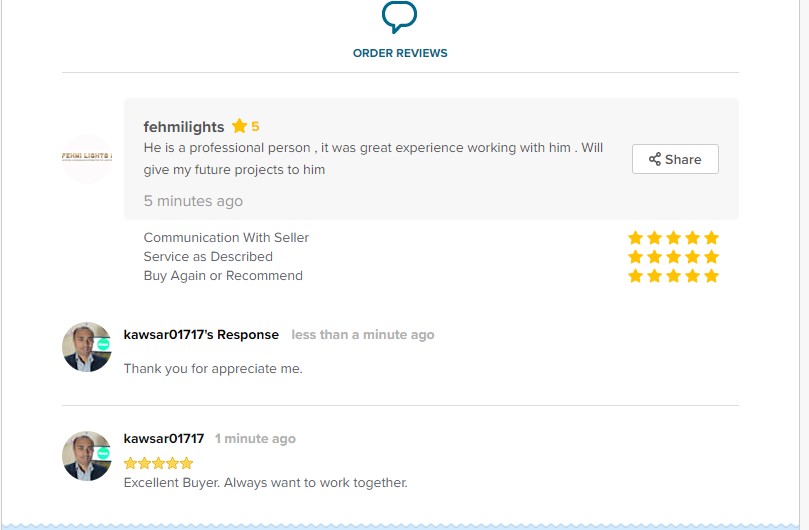 ORDER REVIEWS
FEHMI LIGHTS
fehmilights 5
He is a professional person , it was great experience working with him . Will
give my future projects to him
Share
5 minutes ago
Communication With Seller
Service as Described
Buy Again or Recommend
kawsar01717's Response less than a minute ago
Thank you for appreciate me.
kawsar01717 1 minute ago
Excellent Buyer. Always want to work together.